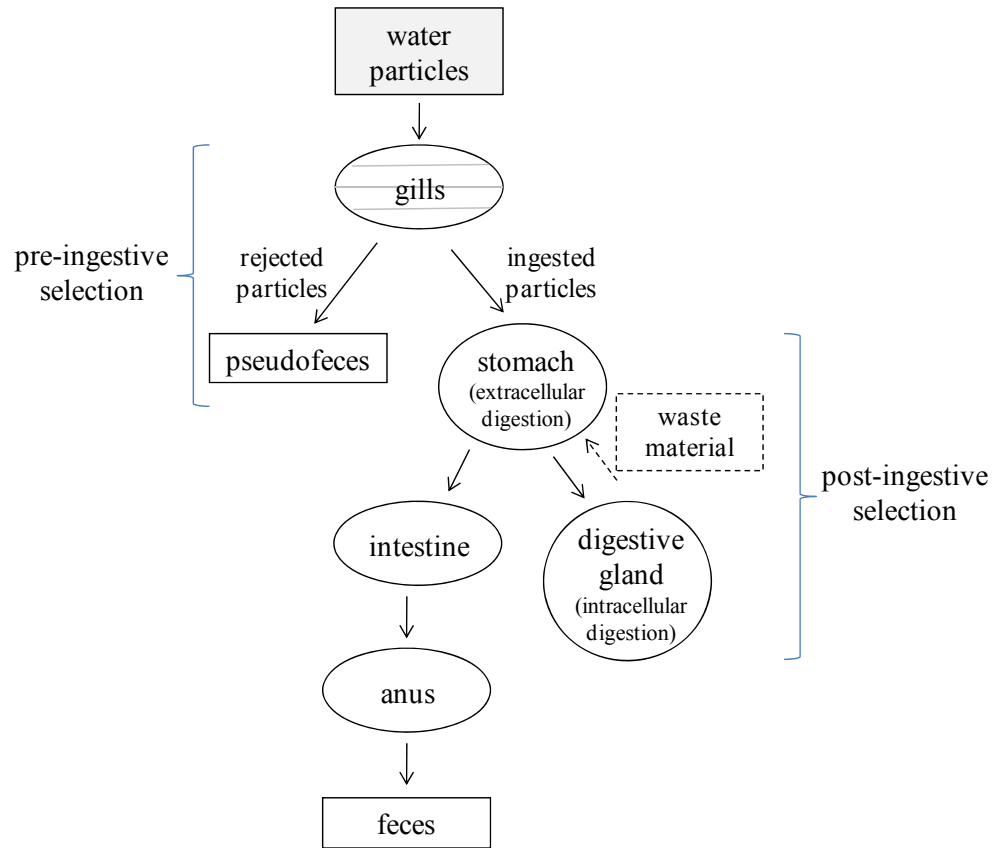 water
particles
gills
pre-ingestive
selection
rejected
particles
ingested
particles
pseudofeces
stomach
(extracellular
digestion)
waste
material
post-ingestive
selection
intestine
digestive
gland
(intracellular
digestion)
anus
feces